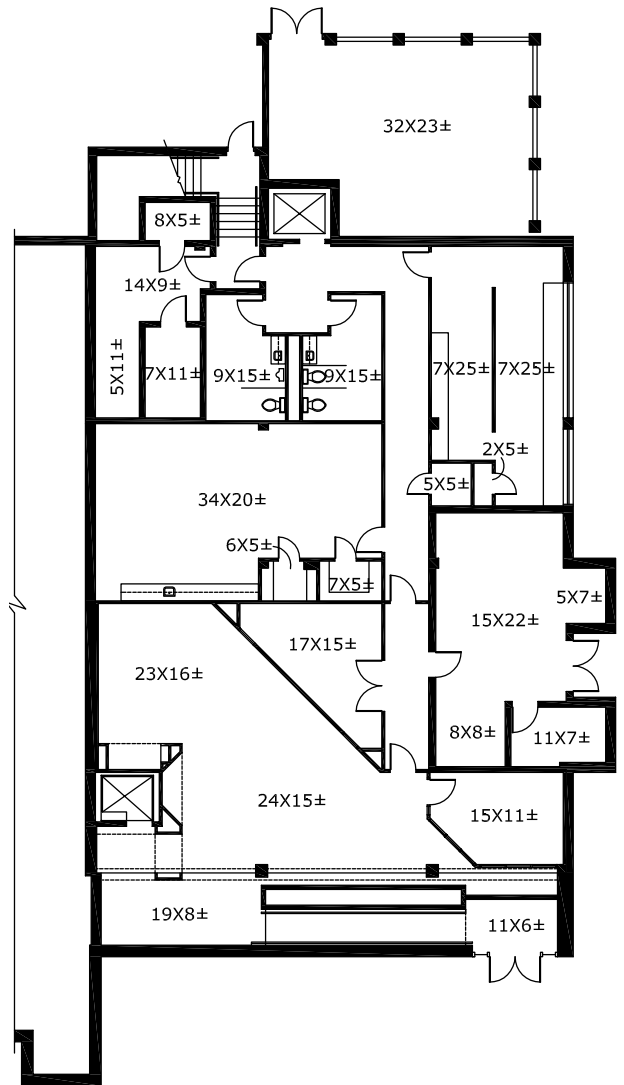 32X23±
8X5±
14X9±
5X11±
7X11±
9X15±
9X15±
7X25±
7X25±
2X5±
5X5±
34X20±
6X5±
7X5±
5X7±
15X22±
17X15±
23X16±
8X8±
11X7±
24X15±
15X11±
19X8±
11X6±